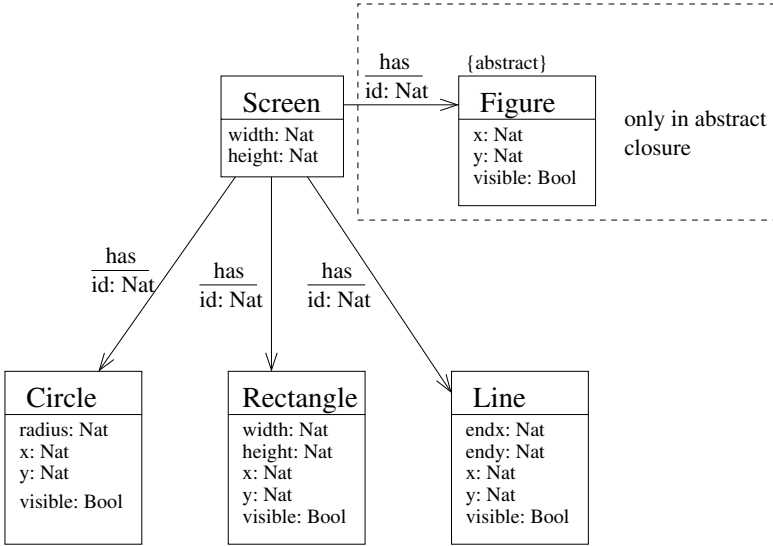 has
id: Nat
{abstract}
Screen
width: Nat
height: Nat
Figure
x: Nat
y: Nat
visible: Bool
only in abstract
closure
has
id: Nat
has
id: Nat
has
id: Nat
Circle
radius: Nat
x: Nat
y: Nat
visible: Bool
Rectangle
width: Nat
height: Nat
x: Nat
y: Nat
visible: Bool
Line
endx: Nat
endy: Nat
x: Nat
y: Nat
visible: Bool